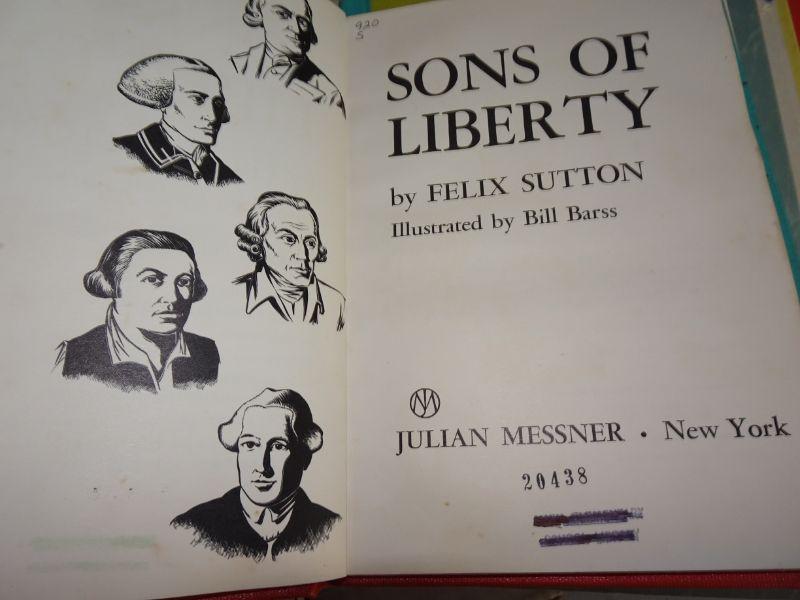 920
S
SONS OF
LIBERTY
by FELIX SUTTON
Illustrated by Bill Barss
JULIAN MESSNER • New York
20438